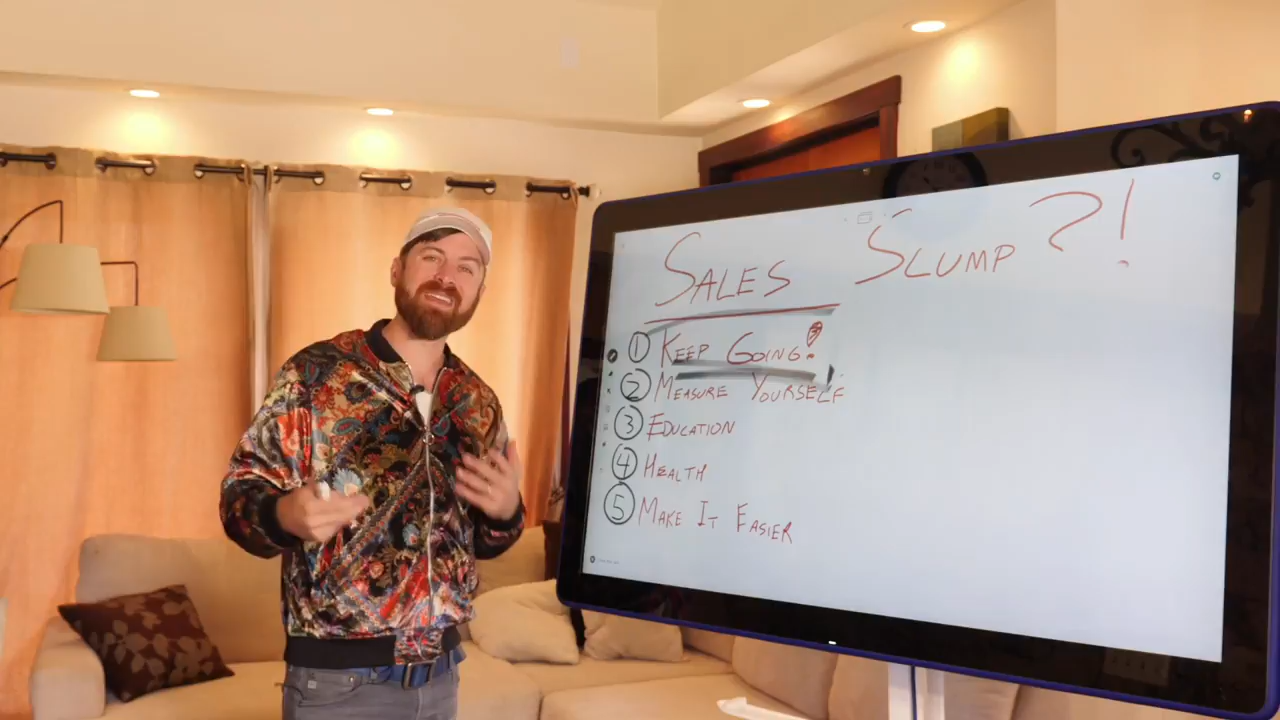 SALES SLUMP?!
1 KEEP GOING!
2 MEASURE YOURSELF
3 EDUCATION
4 HEALTH
5 MAKE IT EASIER